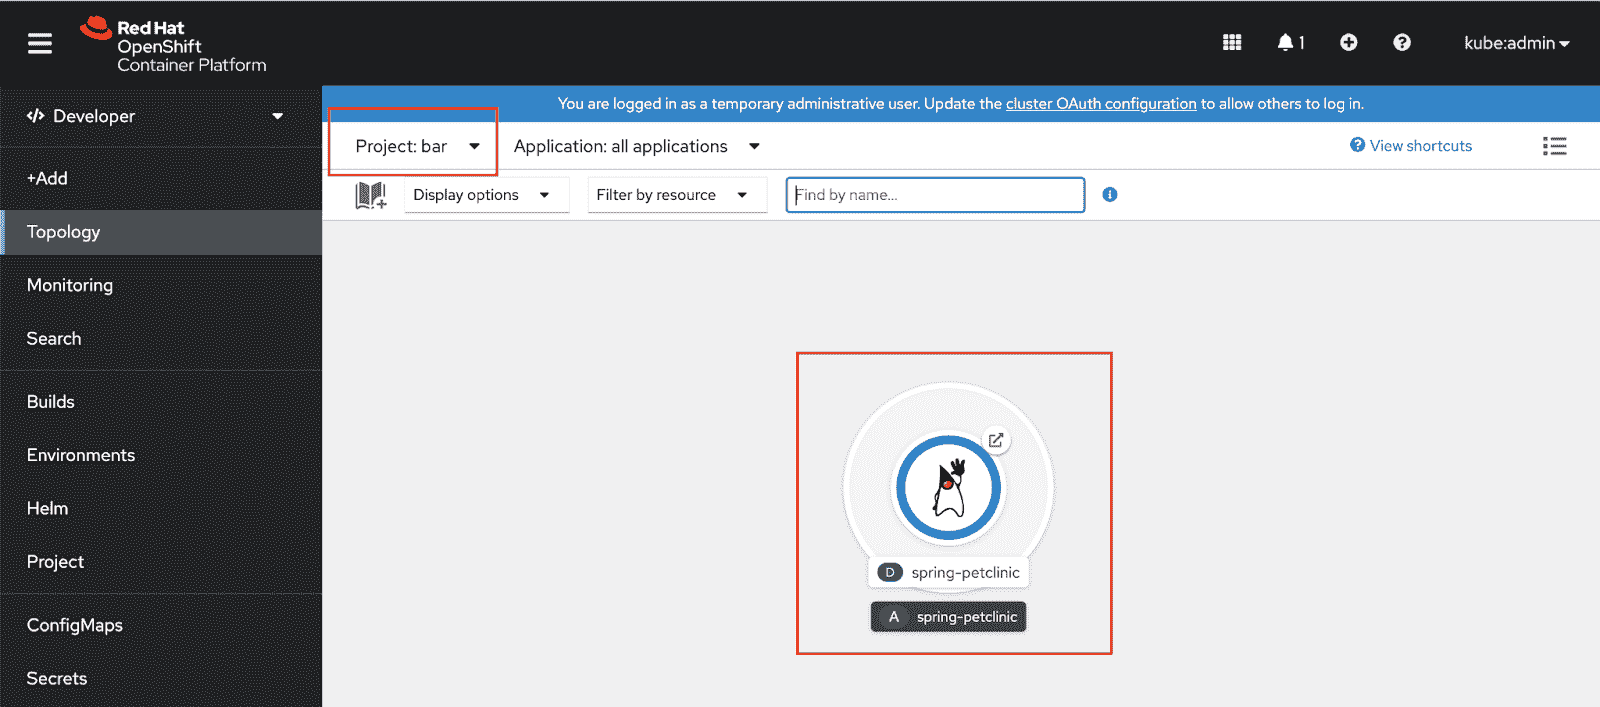 Red Hat
OpenShift
Container Platform
1
kube:admin
Developer
You are logged in as a temporary administrative user. Update the cluster OAuth configuration to allow others to log in.
Project: bar
Application: all applications
View shortcuts
+Add
Display options
Filter by resource
Find by name...
Topology
Monitoring
Search
Builds
Environments
Helm
Project
ConfigMaps
Secrets
D spring-petclinic
A spring-petclinic